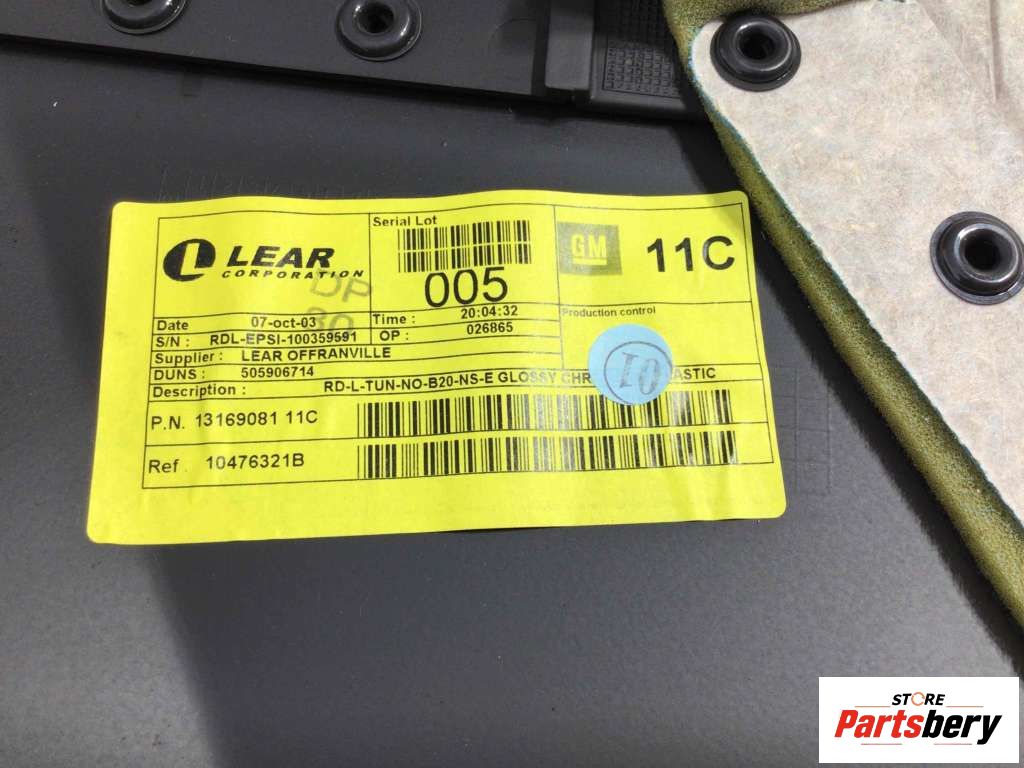 LEAR
CORPORATION
Serial Lot
005
GM
11C
DP
Date 07-oct-03 Time : 20:04:32
S/N : RDL-EPSI-100359591 OP : 026865
Production control
Supplier : LEAR OFFRANVILLE
DUNS : 505906714
Description : RD-L-TUN-NO-B20-NS-E GLOSSY
01
P.N. 13169081 11C
Ref . 10476321B
STORE
Partsbery